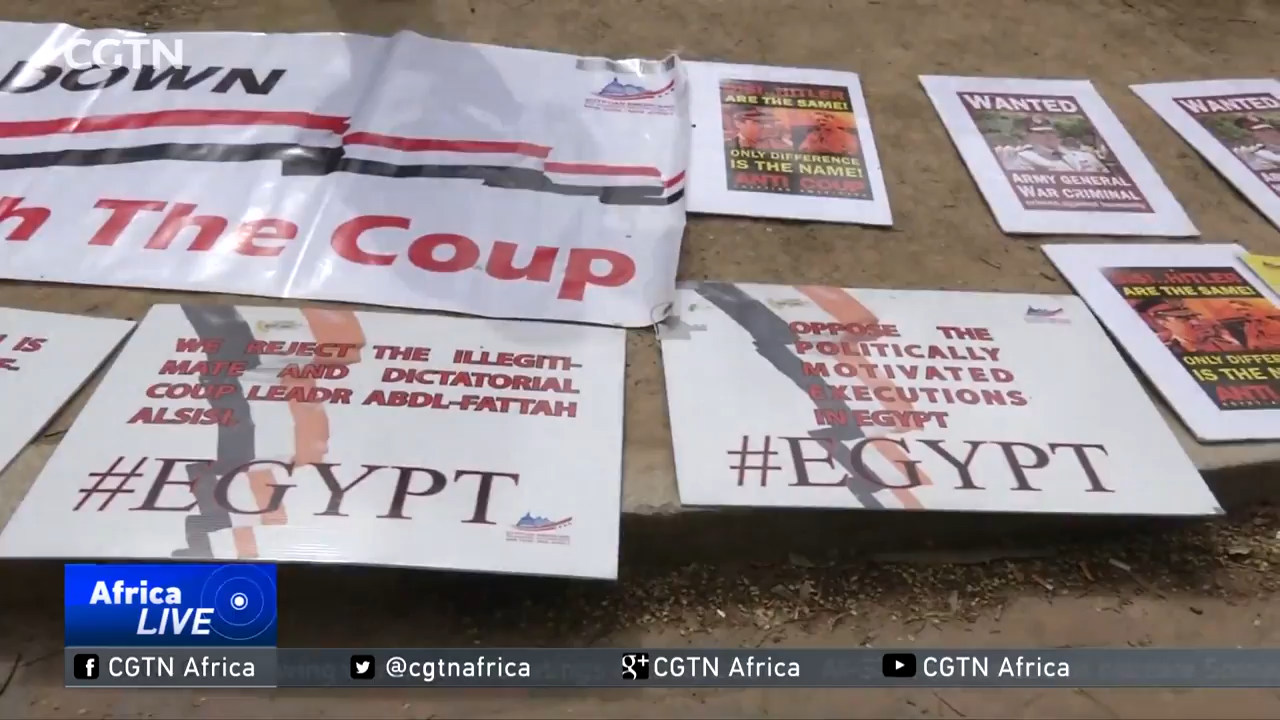 CGTN
DOWN
h The Coup
ARE THE SAME!
ONLY DIFFERENCE
IS THE NAME!
ANTI COUP
WANTED
ARMY GENERAL
WAR CRIMINAL
WANTED
IS
WE REJECT THE ILLEGITI-
MATE AND DICTATORIAL
COUP LEADR ABDL-FATTAH
ALSISI.
#EGYPT
OPPOSE THE
POLITICALLY
MOTIVATED
EXECUTIONS
IN EGYPT
#EGYPT
HITLER
ARE THE SAME!
ONLY DIFFE
IS THE N
ANTI
Africa
LIVE
CGTN Africa
@cgtnafrica
CGTN Africa
CGTN Africa